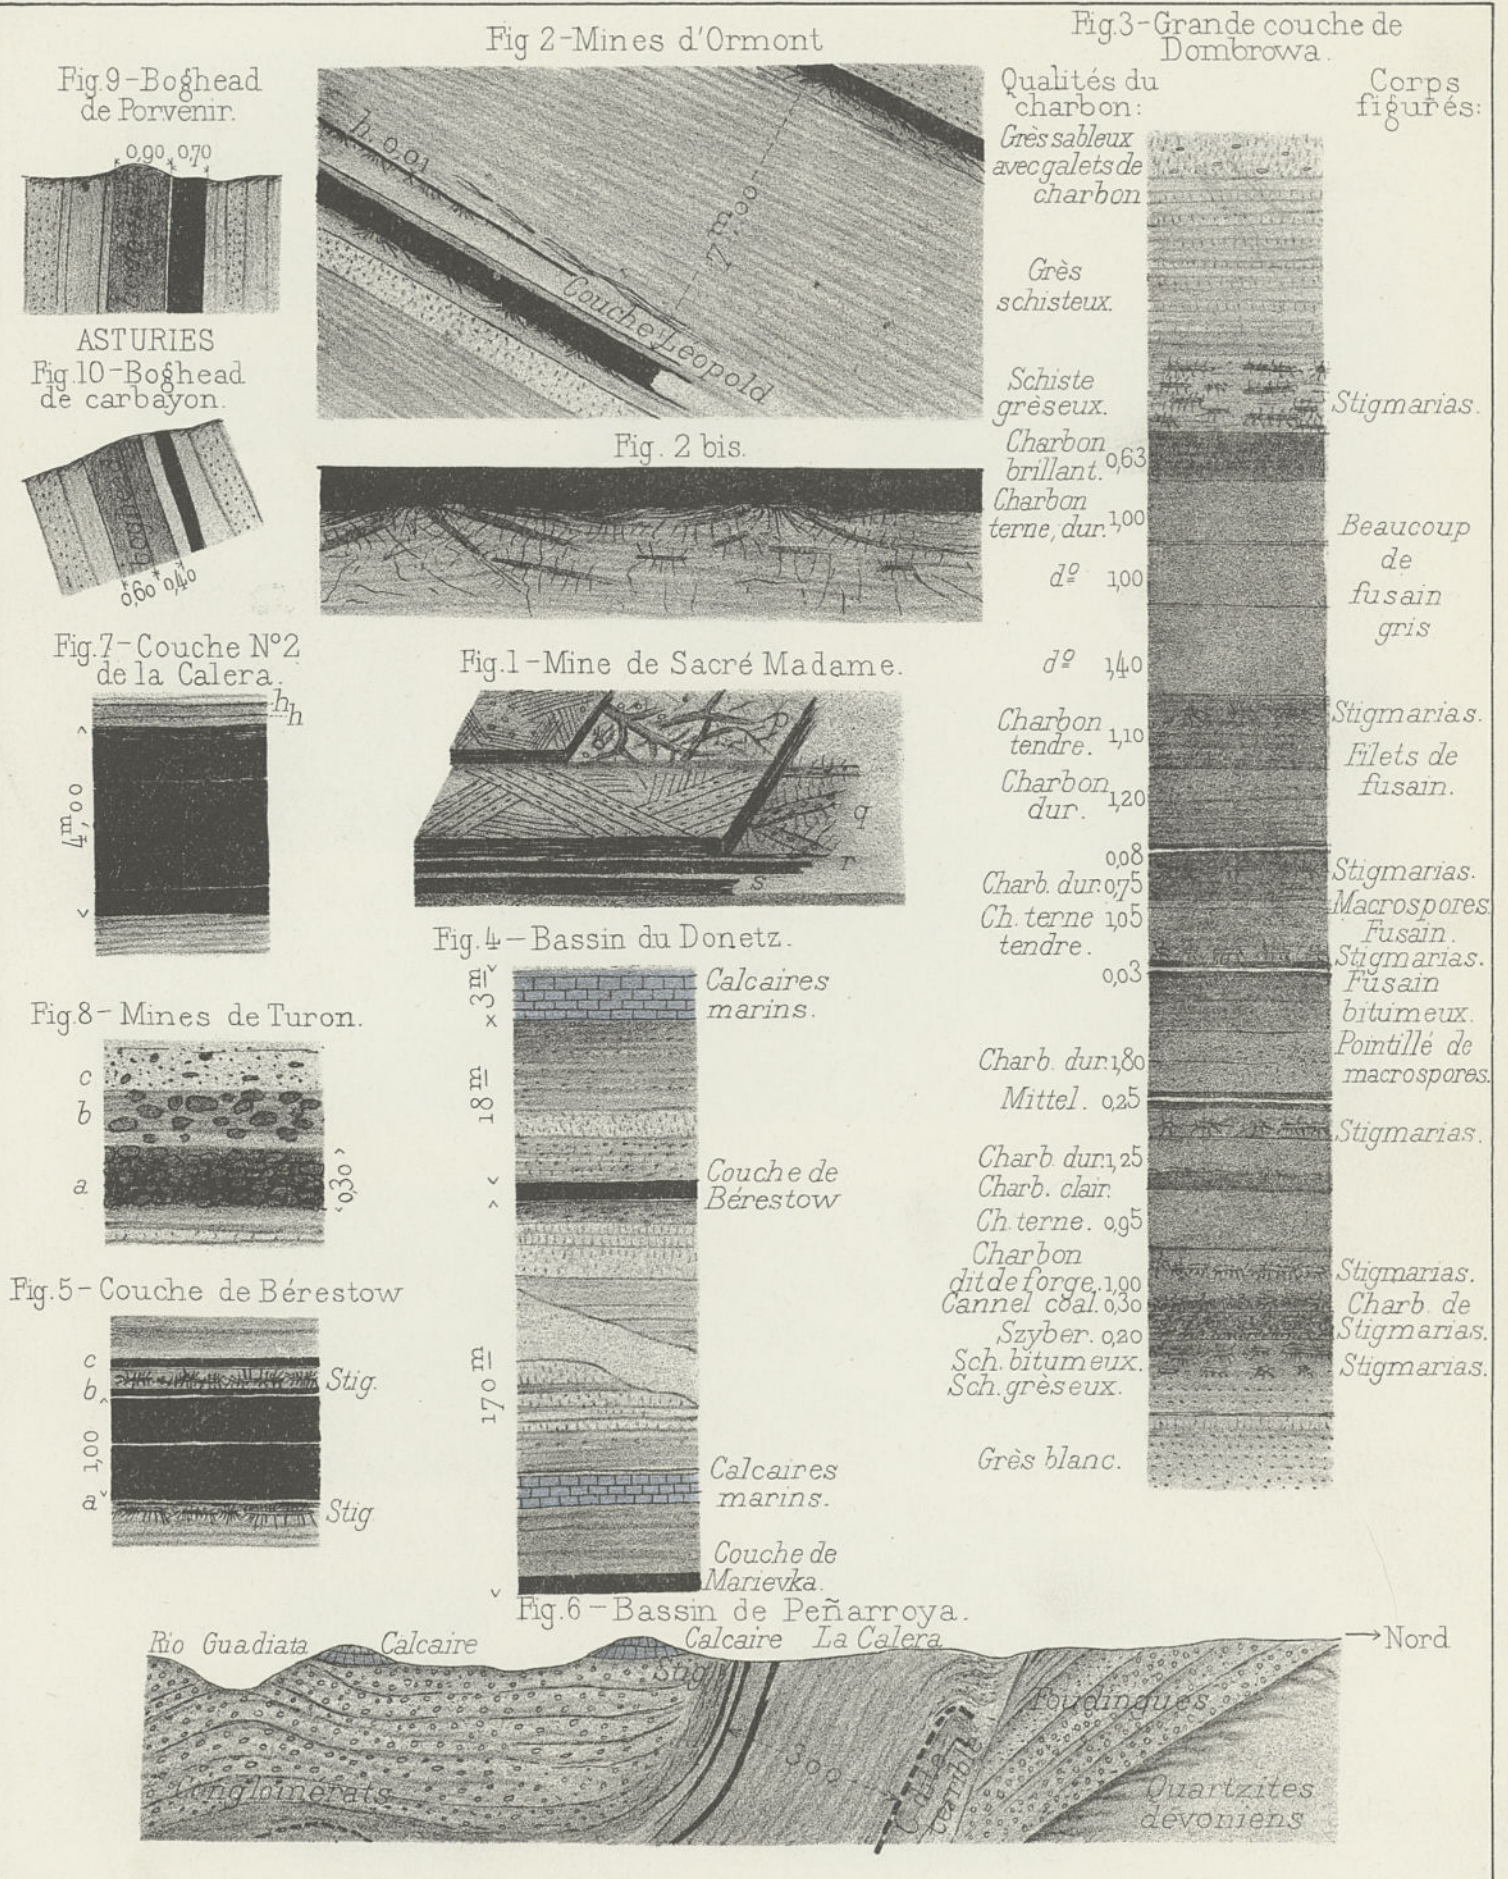 Fig.9-Boghead
de Porvenir.
0,90 0,70
boghead
ASTURIES
Fig.10-Boghead
de carbayon.
boghead
0,60 0,40
Fig.7-Couche N°2
de la Calera.
h
h
4m,00
Fig.8-Mines de Turon.
c
b
a
0,30
Fig.5-Couche de Bérestow
c
b
Stig.
1,00
a
Stig
Fig 2-Mines d'Ormont
h 0,01
7m00
Couche Léopold
Fig. 2 bis.
Fig.1-Mine de Sacré Madame.
p
q
r
s
Fig.4-Bassin du Donetz.
3m
Calcaires
marins.
18m
Couche de
Bérestow
170m
Calcaires
marins.
Couche de
Marievka.
Fig.3-Grande couche de
Dombrowa.
Qualités du
charbon:
Corps
figurés:
Grès sableux
avec galets de
charbon
Grès
schisteux.
Schiste
grèseux.
Stigmarias.
Charbon
brillant. 0,63
Charbon
terne, dur. 1,00
Beaucoup
de
fusain
gris
dº 1,00
dº 1,40
Stigmarias.
Charbon
tendre. 1,10
Filets de
fusain.
Charbon
dur. 1,20
0,08
Stigmarias.
Charb. dur. 0,75
Macrospores
Ch. terne 1,05
tendre.
Fusain.
Stigmarias.
0,03
Fusain
bitumeux.
Pointillé de
macrospores.
Charb. dur. 1,80
Mittel. 0,25
Stigmarias.
Charb. dur. 1,25
Charb. clair.
Ch. terne. 0,95
Charbon
dit de forge. 1,00
Stigmarias.
Cannel coal. 0,30
Charb. de
Stigmarias.
Szyber. 0,20
Sch. bitumeux.
Stigmarias.
Sch. grèseux.
Grès blanc.
Fig.6-Bassin de Peñarroya.
Rio Guadiata Calcaire Calcaire La Calera → Nord
Stig.
Poudingues
300
Conglomérats
C. dite
terrible
Quartzites
dévoniens